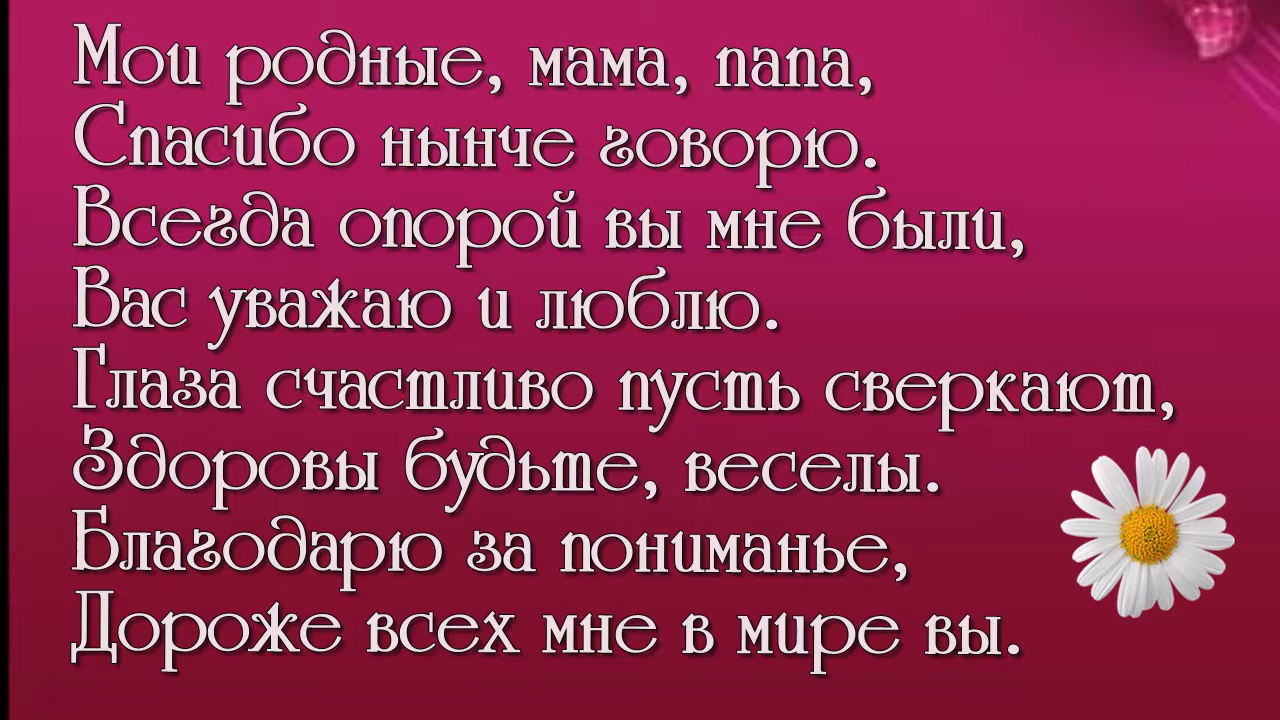 Мои родные, мама, папа,
Спасибо нынче говорю.
Всегда опорой вы мне были,
Вас уважаю и люблю.
Глаза счастливо пусть сверкают,
Здоровы будьте, веселы.
Благодарю за пониманье,
Дороже всех мне в мире вы.